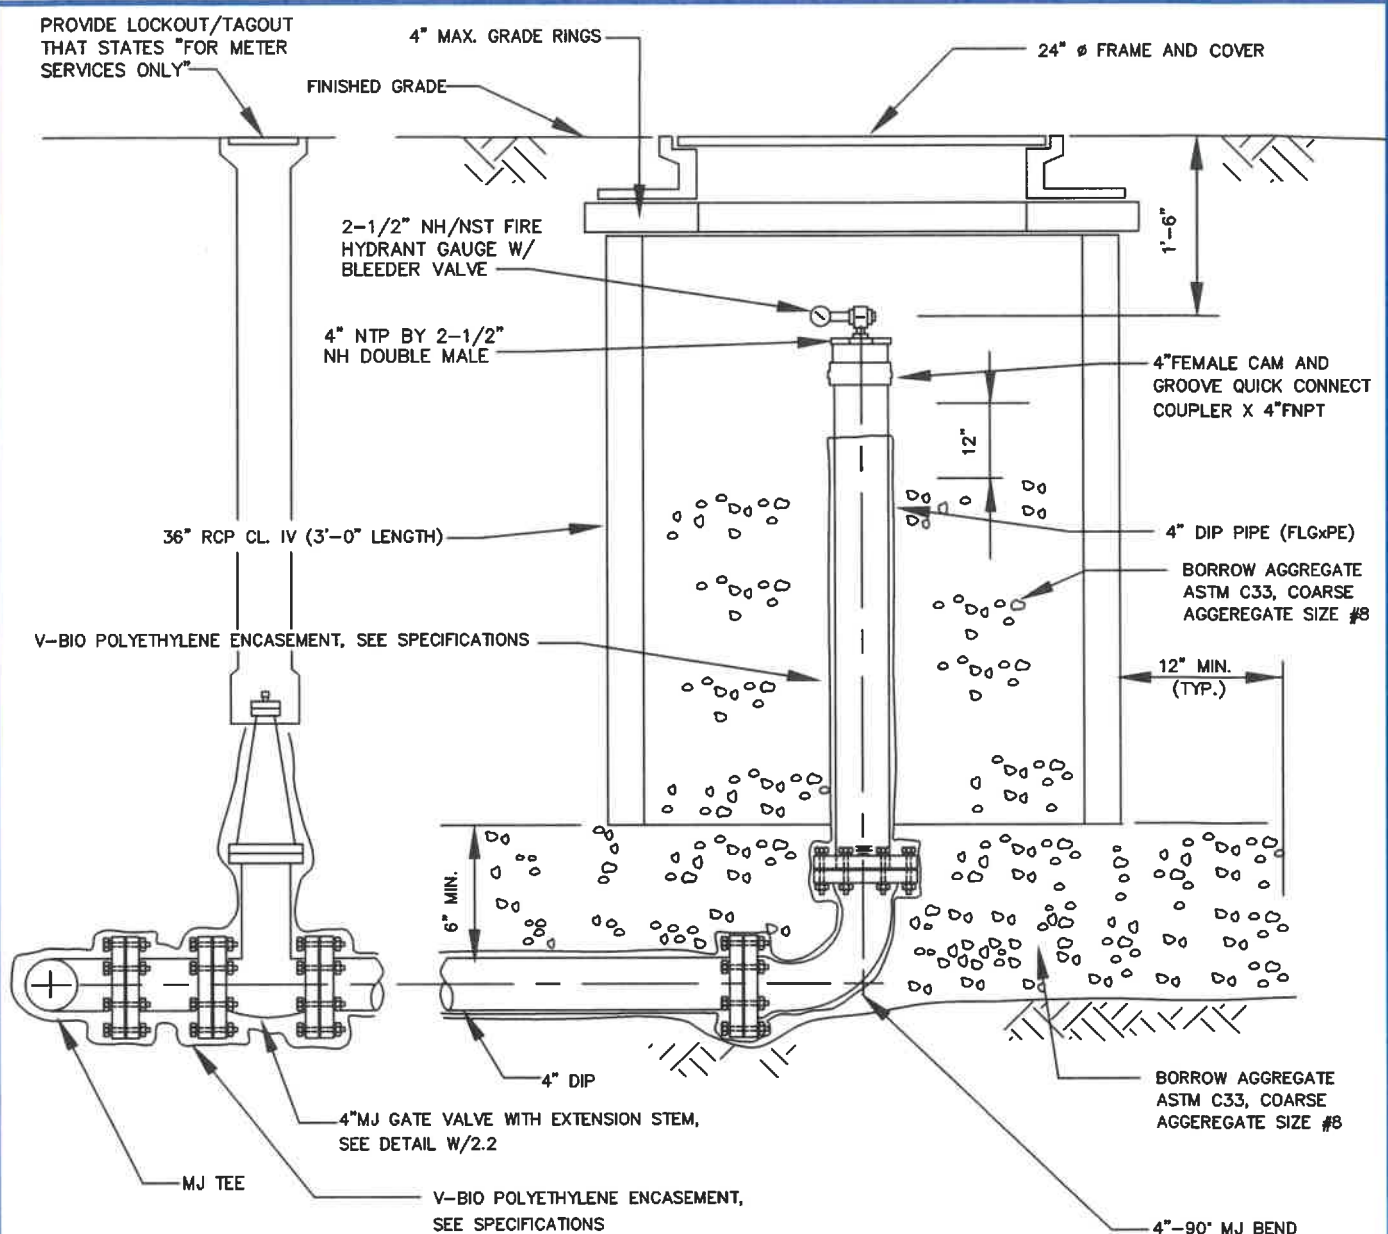 PROVIDE LOCKOUT/TAGOUT
THAT STATES "FOR METER
SERVICES ONLY"
4" MAX. GRADE RINGS
24" ø FRAME AND COVER
FINISHED GRADE
2-1/2" NH/NST FIRE
HYDRANT GAUGE W/
BLEEDER VALVE
1'-6"
4" NTP BY 2-1/2"
NH DOUBLE MALE
4"FEMALE CAM AND
GROOVE QUICK CONNECT
COUPLER X 4"FNPT
12"
36" RCP CL. IV (3'-0" LENGTH)
4" DIP PIPE (FLGxPE)
BORROW AGGREGATE
ASTM C33, COARSE
AGGEREGATE SIZE #8
V-BIO POLYETHYLENE ENCASEMENT, SEE SPECIFICATIONS
12" MIN.
(TYP.)
6" MIN.
4" DIP
BORROW AGGREGATE
ASTM C33, COARSE
AGGEREGATE SIZE #8
4"MJ GATE VALVE WITH EXTENSION STEM,
SEE DETAIL W/2.2
MJ TEE
V-BIO POLYETHYLENE ENCASEMENT,
SEE SPECIFICATIONS
4"-90° MJ BEND